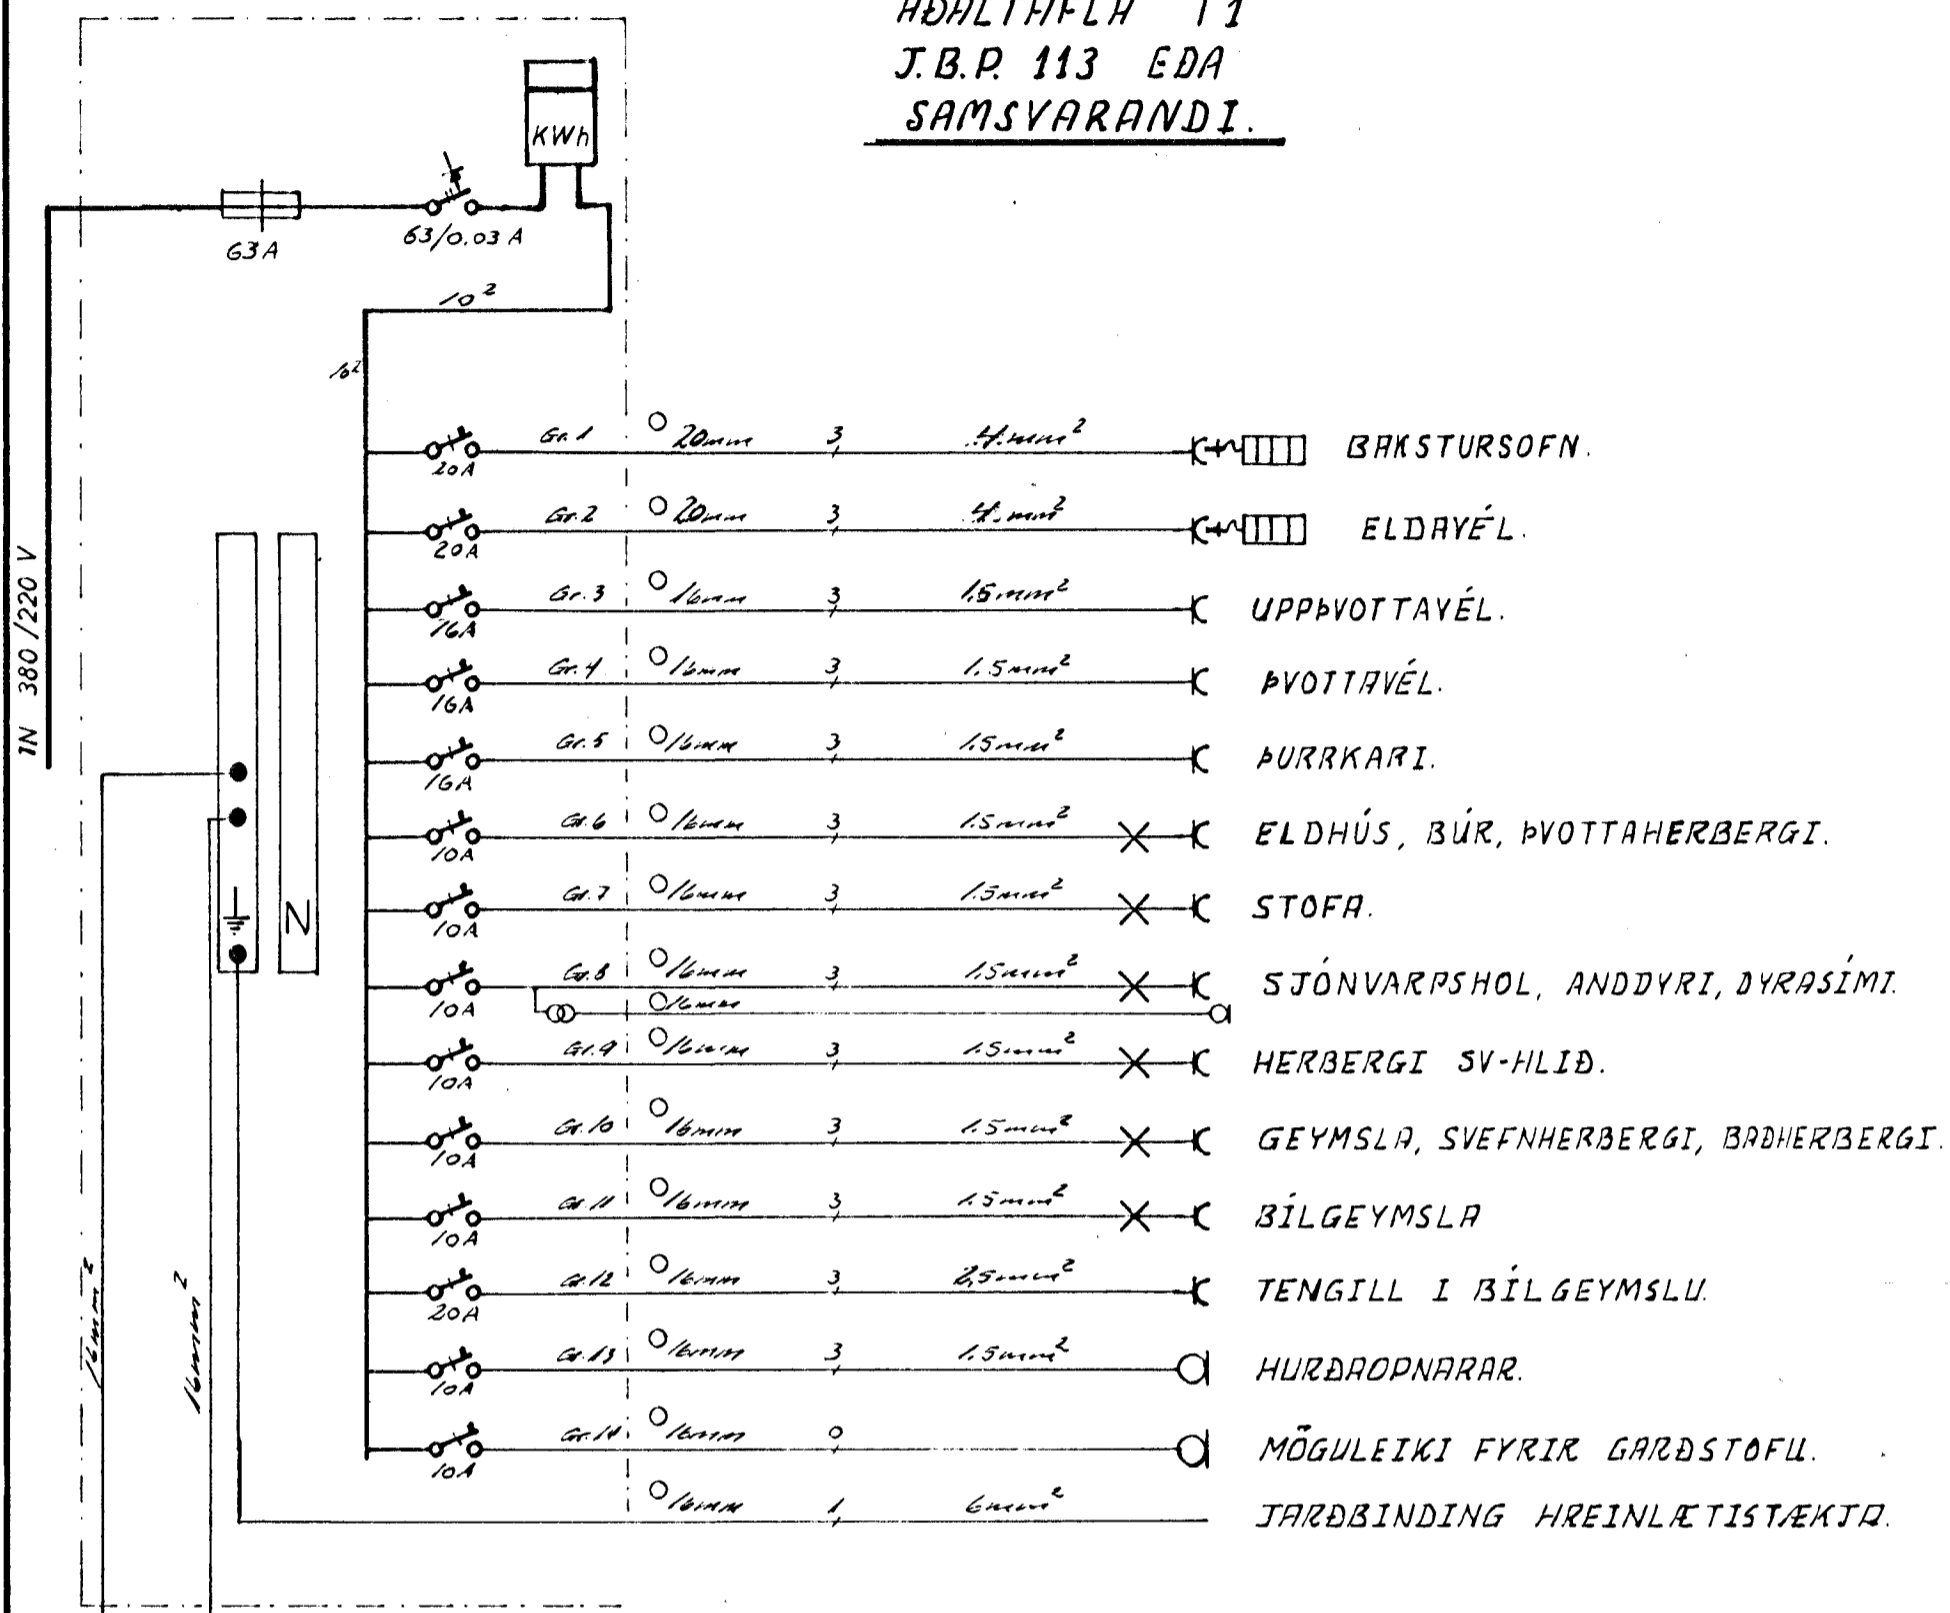 AÐALTAFLA T1
J.B.P. 113 EÐA
SAMSVARANDI.
KWh
63A
63/0.03 A
10²
10²
IN 380/220 V
Gr.1 20mm 3 4.mm² BAKSTURSOFN.
20A
Gr.2 20mm 3 4.mm² ELDAVÉL.
20A
Gr.3 16mm 3 1.5mm² UPPÞVOTTAVÉL.
16A
Gr.4 16mm 3 1.5mm² ÞVOTTAVÉL.
16A
Gr.5 16mm 3 1.5mm² ÞURRKARI.
16A
Gr.6 16mm 3 1.5mm² ELDHÚS, BÚR, ÞVOTTAHERBERGI.
10A
Gr.7 16mm 3 1.5mm² STOFA.
10A
N
Gr.8 16mm 3 1.5mm² SJÓNVARPSHOL, ANDDYRI, DYRASÍMI.
10A
16mm
Gr.9 16mm 3 1.5mm² HERBERGI SV-HLIÐ.
10A
Gr.10 16mm 3 1.5mm² GEYMSLA, SVEFNHERBERGI, BAÐHERBERGI.
10A
Gr.11 16mm 3 1.5mm² BÍLGEYMSLA
10A
Gr.12 16mm 3 2,5mm² TENGILL I BÍLGEYMSLU.
20A
Gr.13 16mm 3 1.5mm² HURÐAOPNARAR.
10A
Gr.14 16mm 0 MÖGULEIKI FYRIR GARÐSTOFU.
10A
16mm 1 6mm² JARÐBINDING HREINLÆTISTÆKJA.
16mm²
16mm²